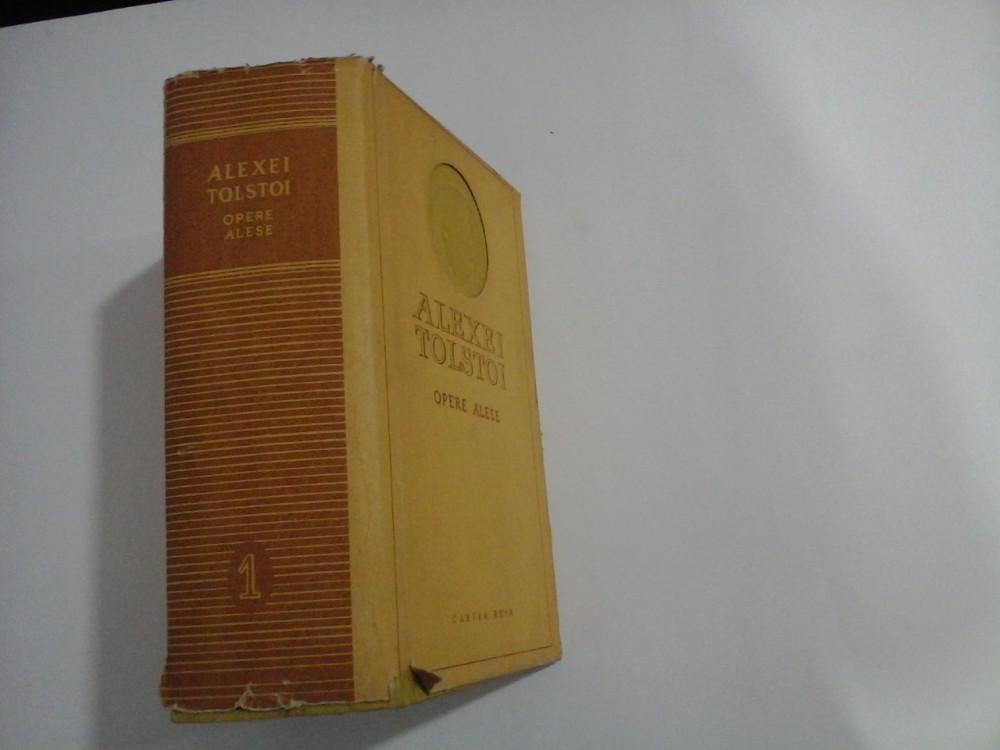 ALEXEI
TOLSTOI
OPERE
ALESE
1
ALEXEI
TOLSTOI
OPERE ALESE
CARTEA RUSĂ